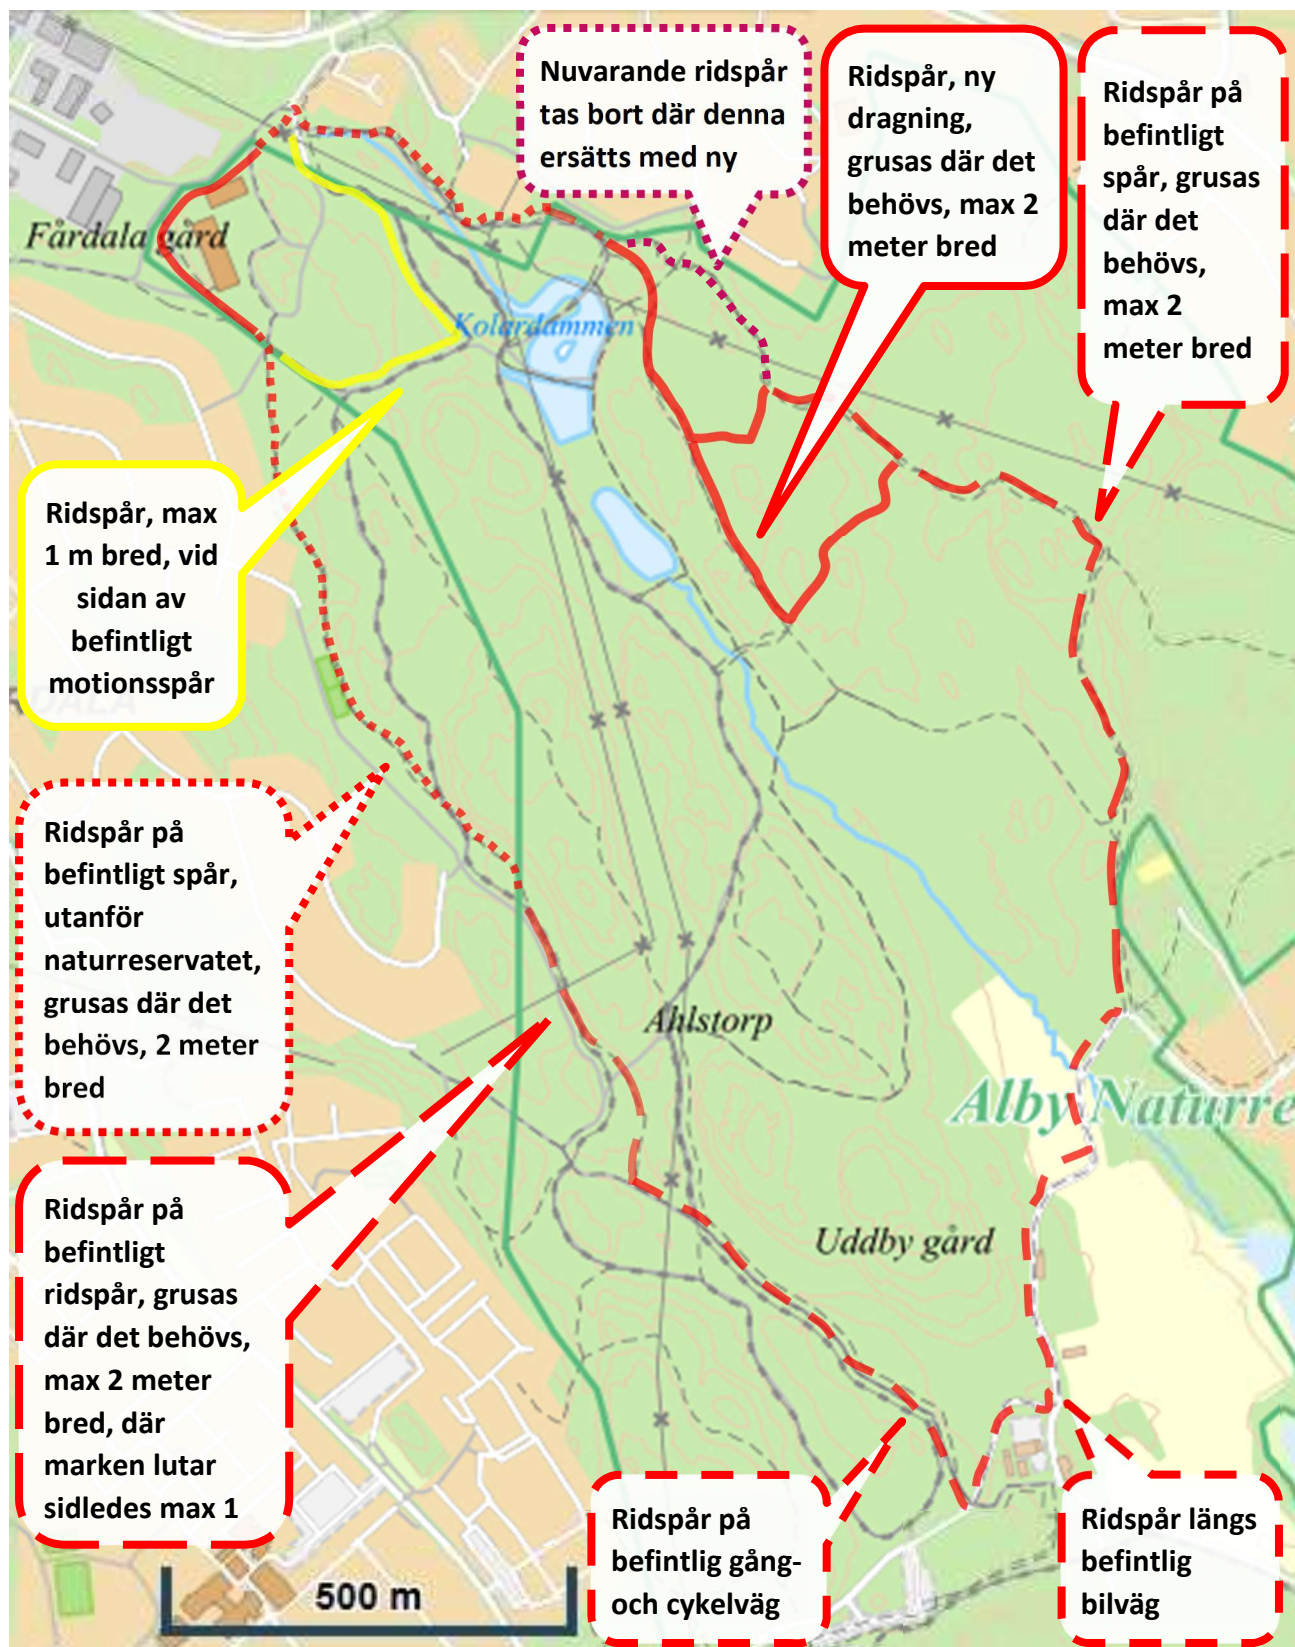 Nuvarande ridspår
tas bort där denna
ersätts med ny
Ridspår, ny
dragning,
grusas där det
behövs, max 2
meter bred
Ridspår på
befintligt
spår, grusas
där det
behövs,
max 2
meter bred
Fårdala gård
Kolardammen
Ridspår, max
1 m bred, vid
sidan av
befintligt
motionsspår
DALA
Ridspår på
befintligt spår,
utanför
naturreservatet,
grusas där det
behövs, 2 meter
bred
Ahlstorp
Alby Naturre
Ridspår på
befintligt
ridspår, grusas
där det behövs,
max 2 meter
bred, där
marken lutar
sidledes max 1
Uddby gård
Ridspår på
befintlig gång-
och cykelväg
Ridspår längs
befintlig
bilväg
500 m